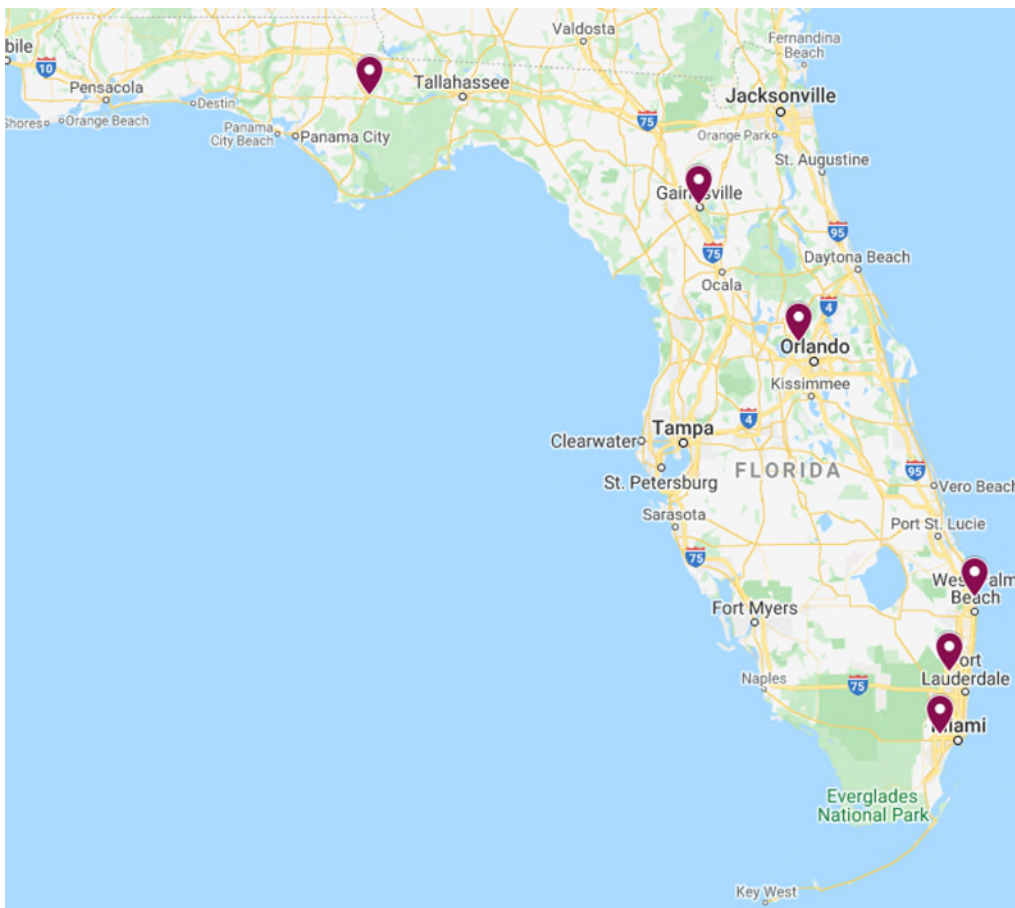 Valdosta
Fernandina
Beach
bile
10
Pensacola
Tallahassee
Jacksonville
Destin
Shores
Orange Beach
75
Panama
City Beach
Panama City
Orange Park
St. Augustine
Gainesville
95
75
Daytona Beach
Ocala
4
Orlando
Kissimmee
4
Tampa
Clearwater
FLORIDA
95
St. Petersburg
Vero Beach
Sarasota
Port St. Lucie
75
West Palm
Beach
Fort Myers
Fort
Lauderdale
Naples
75
Miami
Everglades
National Park
Key West